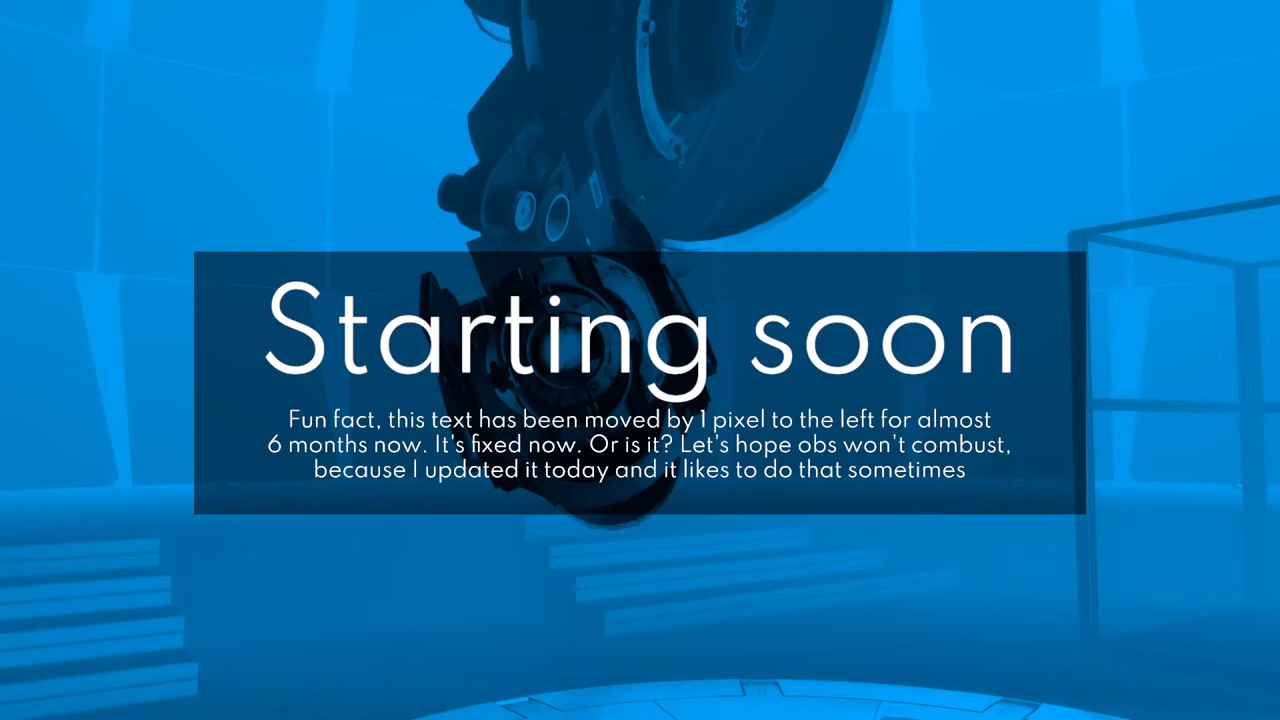 Starting soon
Fun fact, this text has been moved by 1 pixel to the left for almost
6 months now. It's fixed now. Or is it? Let's hope obs won't combust,
because I updated it today and it likes to do that sometimes